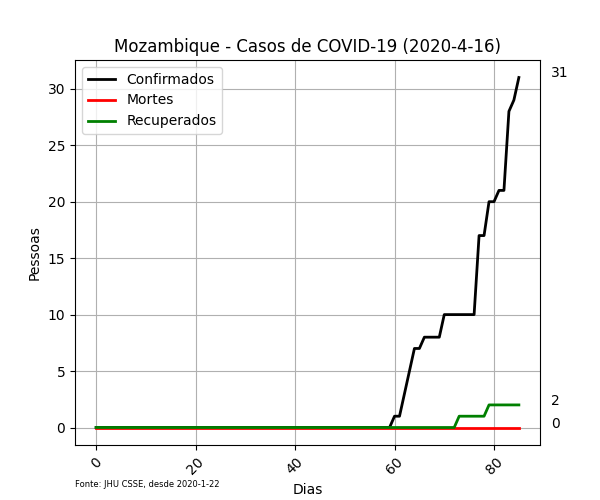 Mozambique - Casos de COVID-19 (2020-4-16)
Confirmados
Mortes
Recuperados
31
2
0
30
25
20
15
10
5
0
Pessoas
0
20
40
60
80
Fonte: JHU CSSE, desde 2020-1-22
Dias